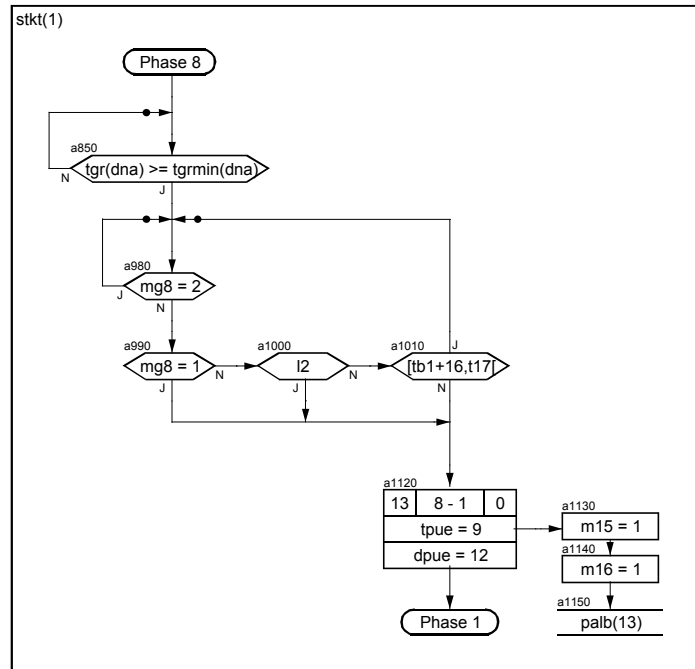 stkt(1)
Phase 8
a850
tgr(dna) >= tgrmin(dna)
N
J
a980
mg8 = 2
J
N
a990
mg8 = 1
N
J
a1000
l2
N
J
a1010
[tb1+16,t17[
J
N
a1120
13 8 - 1 0
tpue = 9
dpue = 12
a1130
m15 = 1
a1140
m16 = 1
a1150
palb(13)
Phase 1